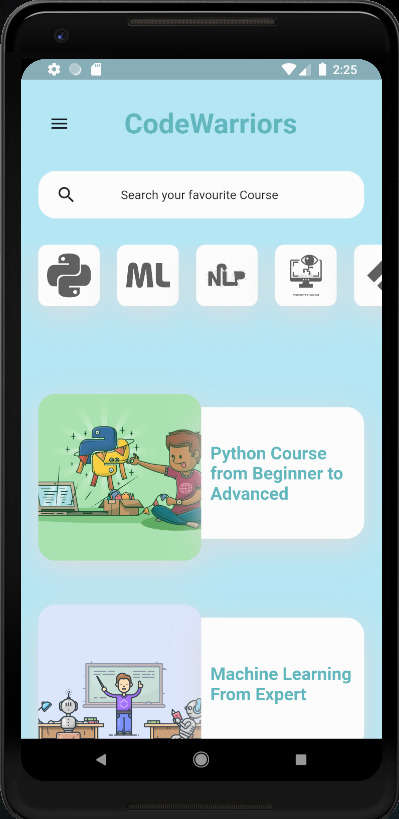 2:25
CodeWarriors
Search your favourite Course
ML
NLP
Python Course
from Beginner to
Advanced
Machine Learning
From Expert